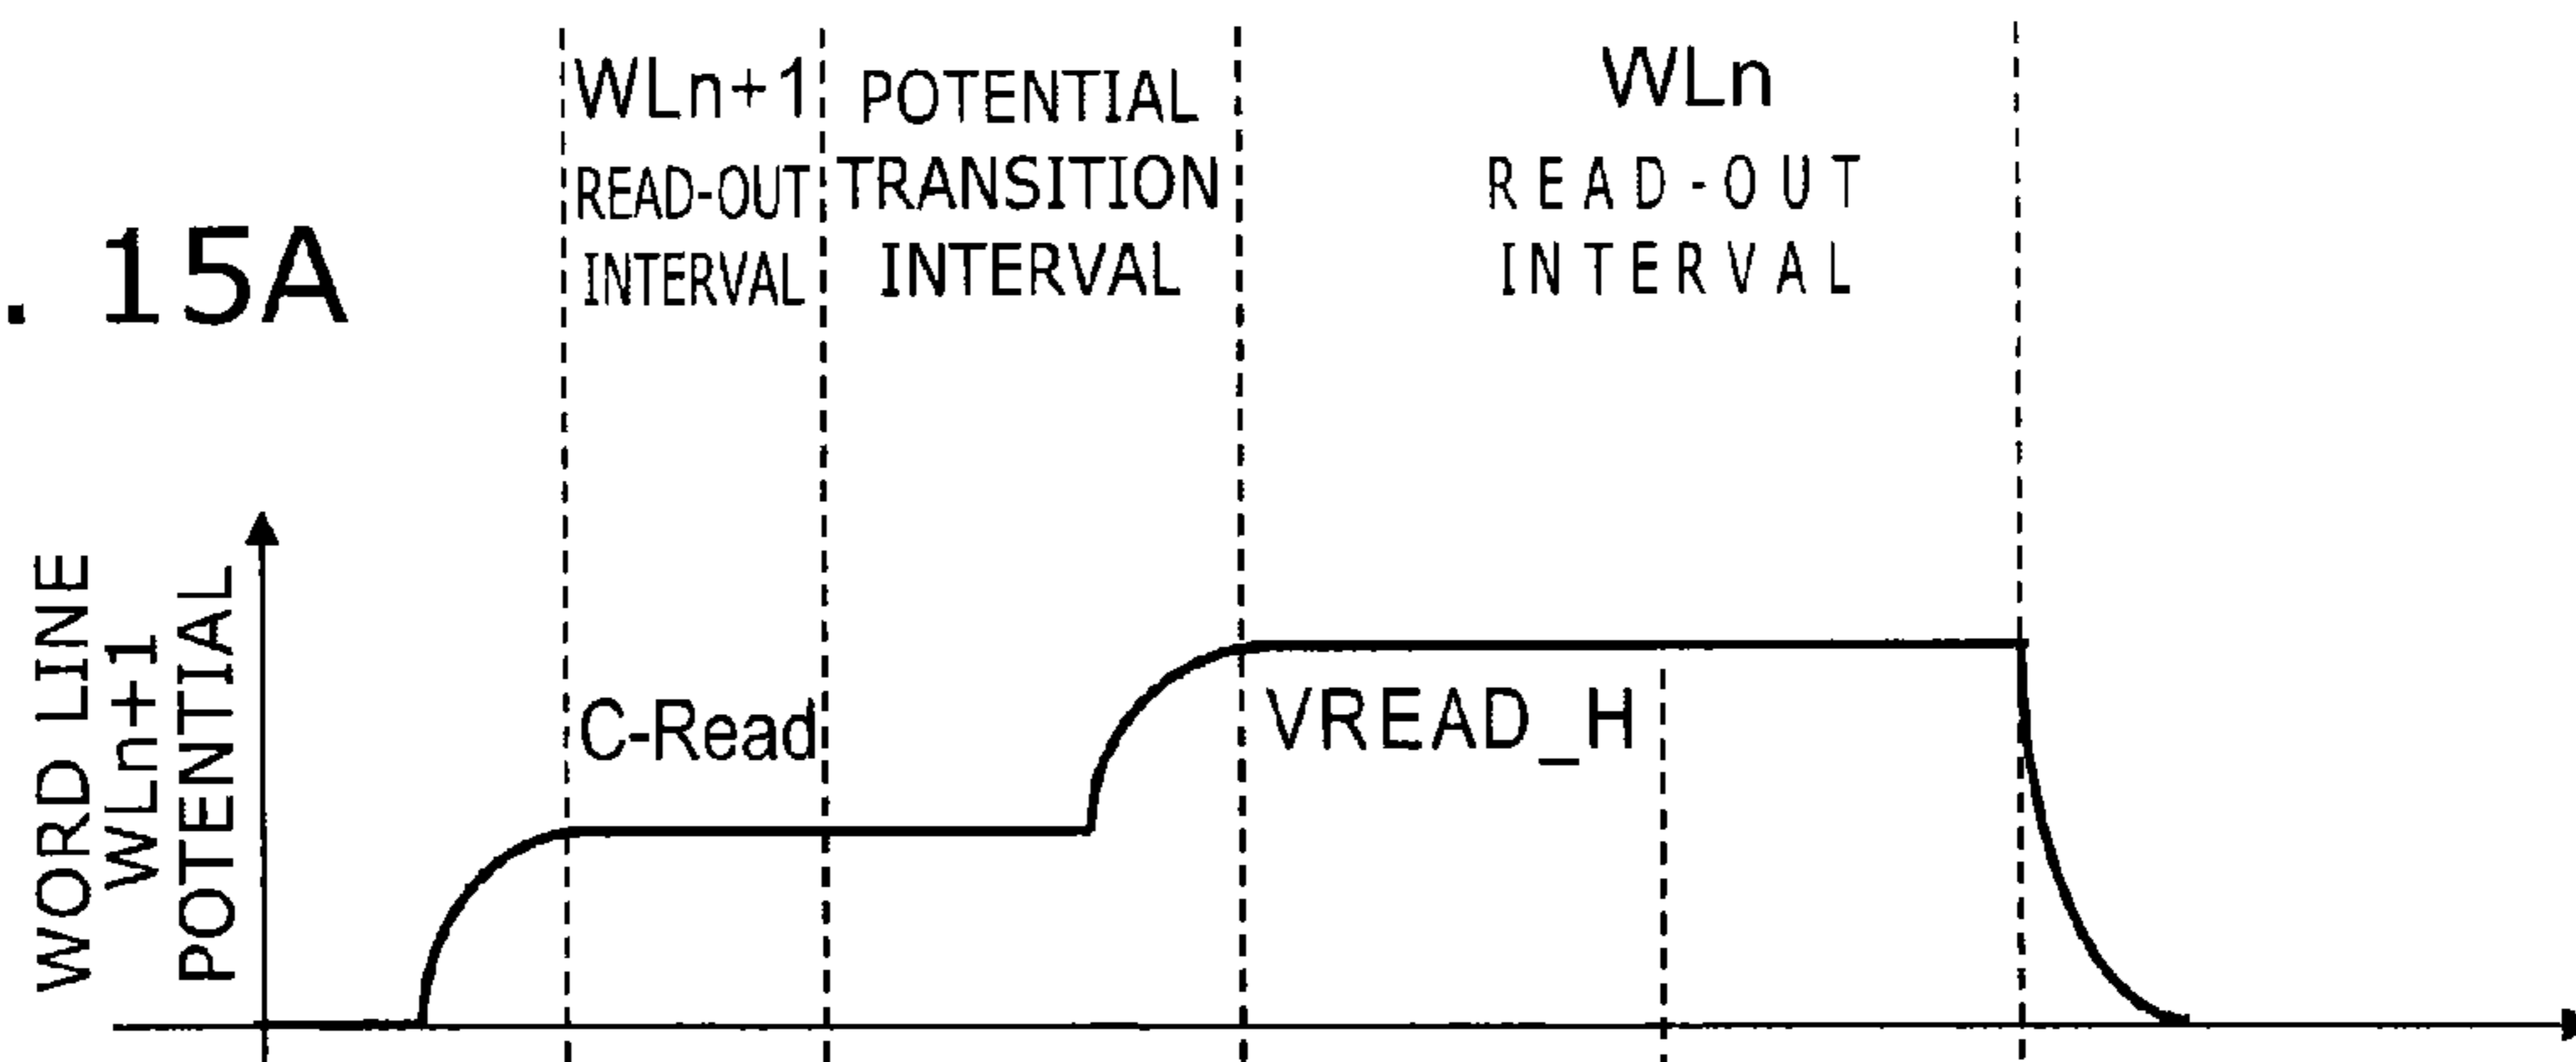 . 15A
WLn+1
READ-OUT
INTERVAL
POTENTIAL
TRANSITION
INTERVAL
WLn
READ-OUT
INTERVAL
WORD LINE
WLn+1
POTENTIAL
C-Read
VREAD_H